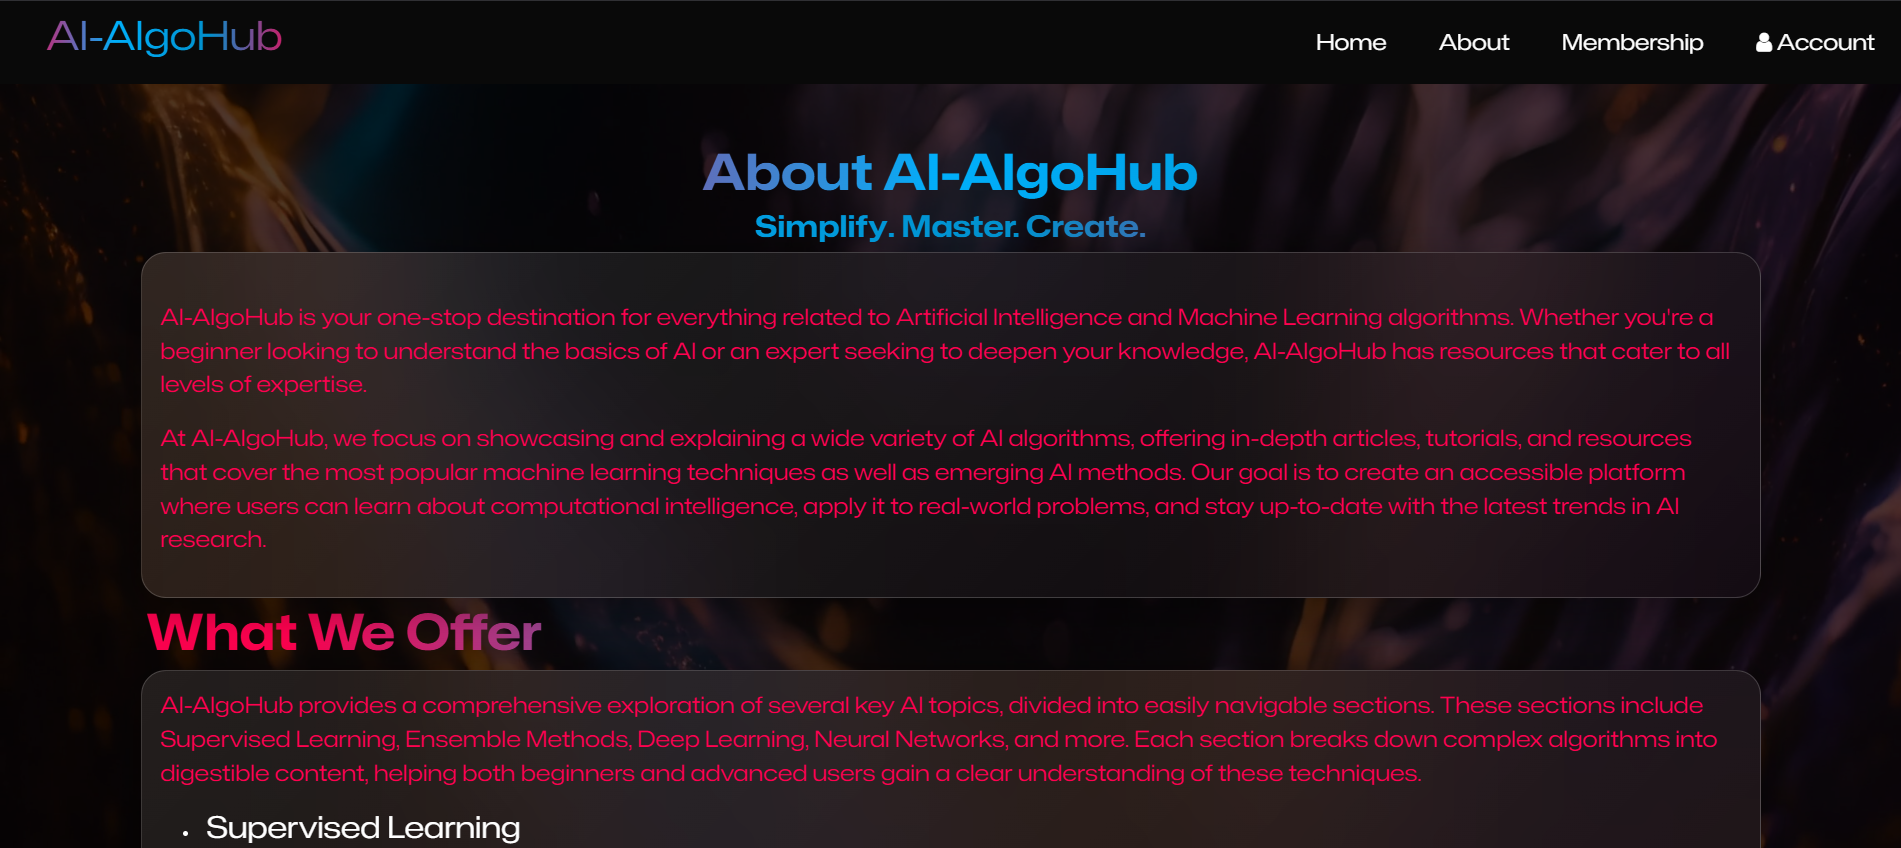 AI-AlgoHub
Home About Membership Account
About AI-AlgoHub
Simplify. Master. Create.
AI-AlgoHub is your one-stop destination for everything related to Artificial Intelligence and Machine Learning algorithms. Whether you're a
beginner looking to understand the basics of AI or an expert seeking to deepen your knowledge, AI-AlgoHub has resources that cater to all
levels of expertise.
At AI-AlgoHub, we focus on showcasing and explaining a wide variety of AI algorithms, offering in-depth articles, tutorials, and resources
that cover the most popular machine learning techniques as well as emerging AI methods. Our goal is to create an accessible platform
where users can learn about computational intelligence, apply it to real-world problems, and stay up-to-date with the latest trends in AI
research.
What We Offer
AI-AlgoHub provides a comprehensive exploration of several key AI topics, divided into easily navigable sections. These sections include
Supervised Learning, Ensemble Methods, Deep Learning, Neural Networks, and more. Each section breaks down complex algorithms into
digestible content, helping both beginners and advanced users gain a clear understanding of these techniques.
• Supervised Learning